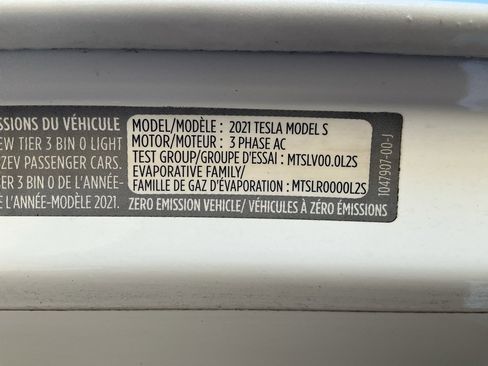 SSIONS DU VÉHICULE
EW TIER 3 BIN 0 LIGHT
ZEV PASSENGER CARS.
IER 3 BIN 0 DE L'ANNÉE-
E L'ANNÉE-MODÈLE 2021.
MODEL/MODÈLE : 2021 TESLA MODEL S
MOTOR/MOTEUR : 3 PHASE AC
TEST GROUP/GROUPE D'ESSAI : MTSLV00.0L2S
EVAPORATIVE FAMILY/
FAMILLE DE GAZ D'ÉVAPORATION : MTSLR0000L2S
ZERO EMISSION VEHICLE/ VÉHICULES À ZÉRO ÉMISSIONS
1047907-00-J